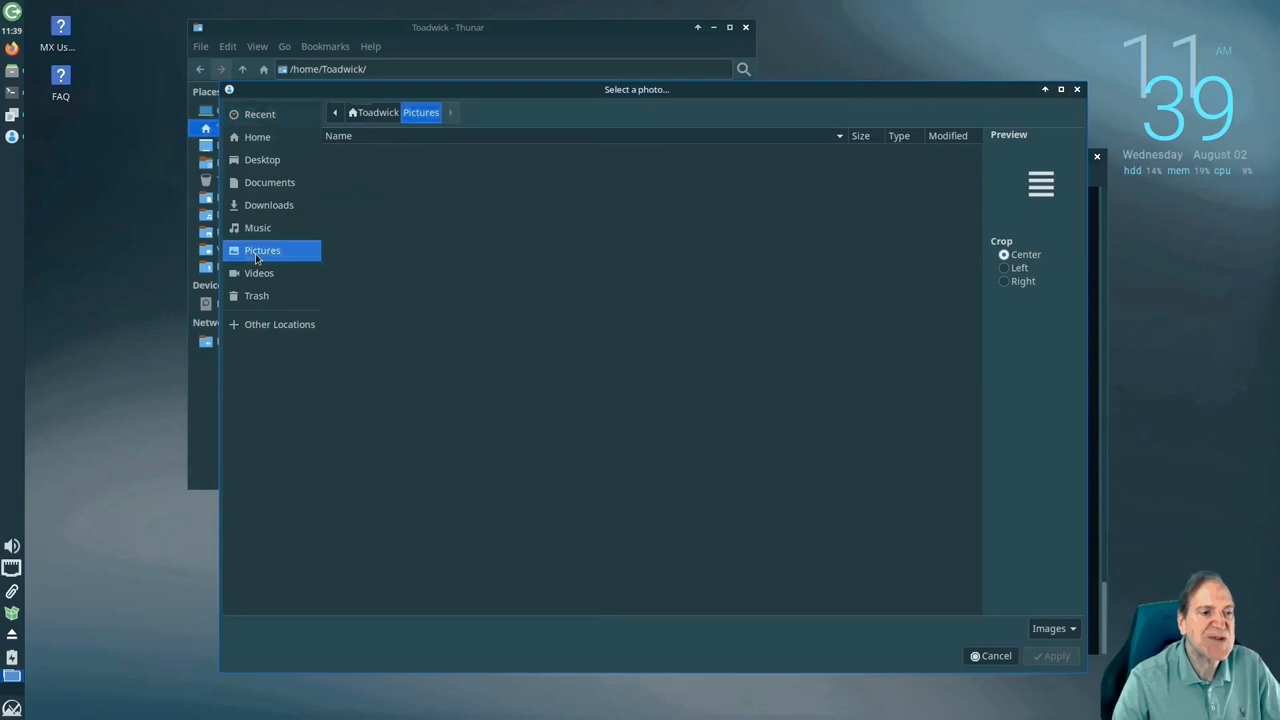 11:39
MX Us...
FAQ
Toadwick - Thunar
File Edit View Go Bookmarks Help
/home/Toadwick/
Places
Devic
Netw
Select a photo...
Toadwick Pictures
Recent
Home
Desktop
Documents
Downloads
Music
Pictures
Videos
Trash
Other Locations
Name Size Type Modified
Preview
Crop
Center
Left
Right
Images
Cancel Apply
11 AM
39
Wednesday August 02
hdd 14% mem 19% cpu 9%